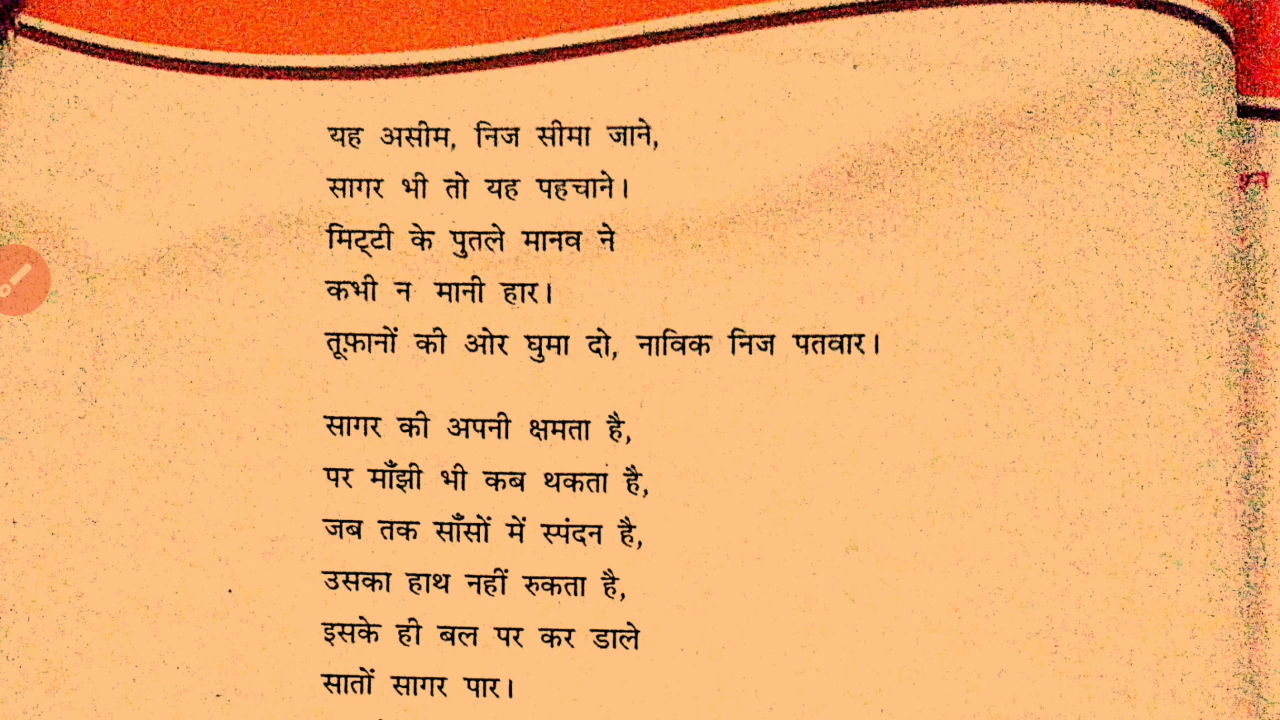 यह असीम, निज सीमा जाने,
सागर भी तो यह पहचाने।
मिट्टी के पुतले मानव ने
कभी न मानी हार।
तूफ़ानों की ओर घुमा दो, नाविक निज पतवार।
सागर की अपनी क्षमता है,
पर माँझी भी कब थकता है,
जब तक साँसों में स्पंदन है,
उसका हाथ नहीं रुकता है,
इसके ही बल पर कर डाले
सातों सागर पार।